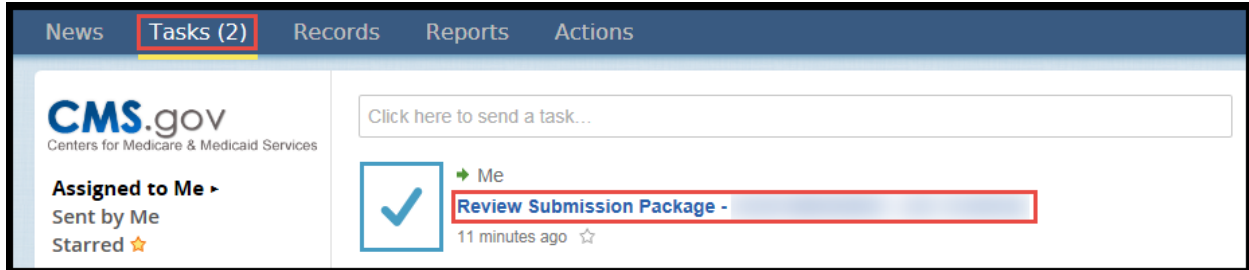 News Tasks (2) Records Reports Actions
CMS.gov
Centers for Medicare & Medicaid Services
Click here to send a task...
Assigned to Me ▸
Sent by Me
Starred
Me
Review Submission Package -
11 minutes ago